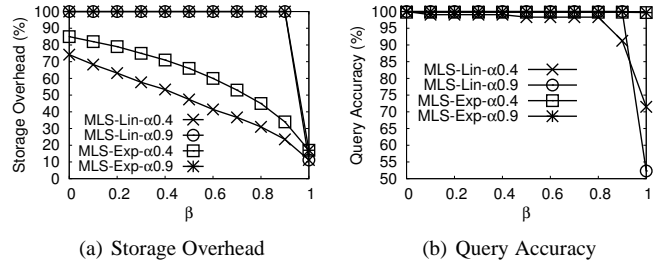 Storage Overhead (%)
100
90
80
70
60
50
40
30
20
10
0
MLS-Lin-α0.4
MLS-Lin-α0.9
MLS-Exp-α0.4
MLS-Exp-α0.9
0 0.2 0.4 0.6 0.8 1
β
(a) Storage Overhead
Query Accuracy (%)
100
95
90
85
80
75
70
65
60
55
50
MLS-Lin-α0.4
MLS-Lin-α0.9
MLS-Exp-α0.4
MLS-Exp-α0.9
0 0.2 0.4 0.6 0.8 1
β
(b) Query Accuracy